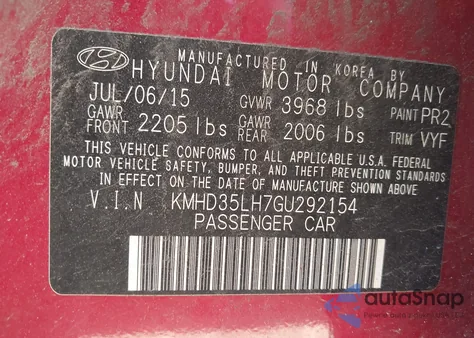 MANUFACTURED IN KOREA BY
HYUNDAI MOTOR COMPANY
JUL/06/15 GVWR 3968 lbs PAINT PR2
GAWR FRONT 2205 lbs GAWR REAR 2006 lbs TRIM VYF
THIS VEHICLE CONFORMS TO ALL APPLICABLE U.S.A. FEDERAL
MOTOR VEHICLE SAFETY, BUMPER, AND THEFT PREVENTION STANDARDS
IN EFFECT ON THE DATE OF MANUFACTURE SHOWN ABOVE
V.I.N KMHD35LH7GU292154
PASSENGER CAR
autoSnap